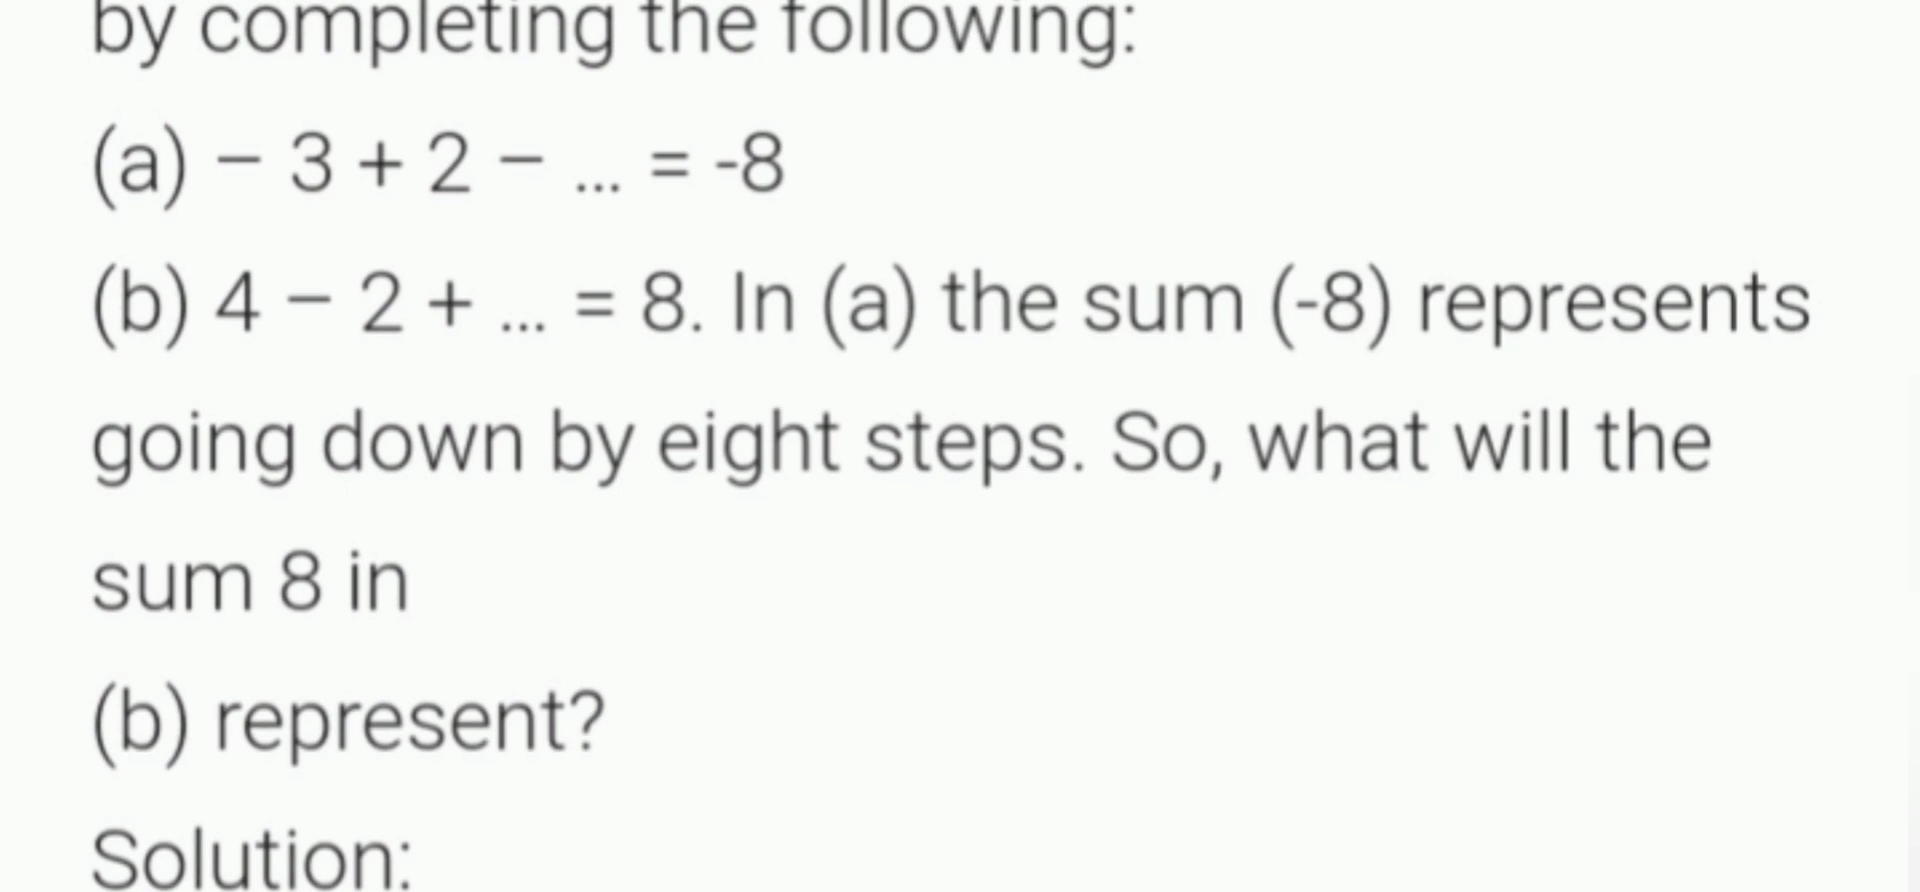 by completing the following:
(a) – 3 + 2 – ... = -8
(b) 4 – 2 + ... = 8. In (a) the sum (-8) represents
going down by eight steps. So, what will the
sum 8 in
(b) represent?
Solution: